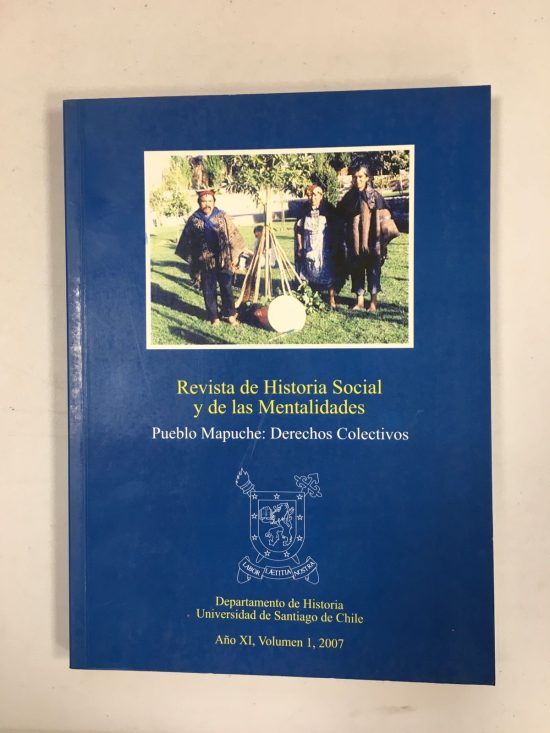 Revista de Historia Social
y de las Mentalidades
Pueblo Mapuche: Derechos Colectivos
LABOR LÆTITIA NOSTRA
Departamento de Historia
Universidad de Santiago de Chile
Año XI, Volumen 1, 2007